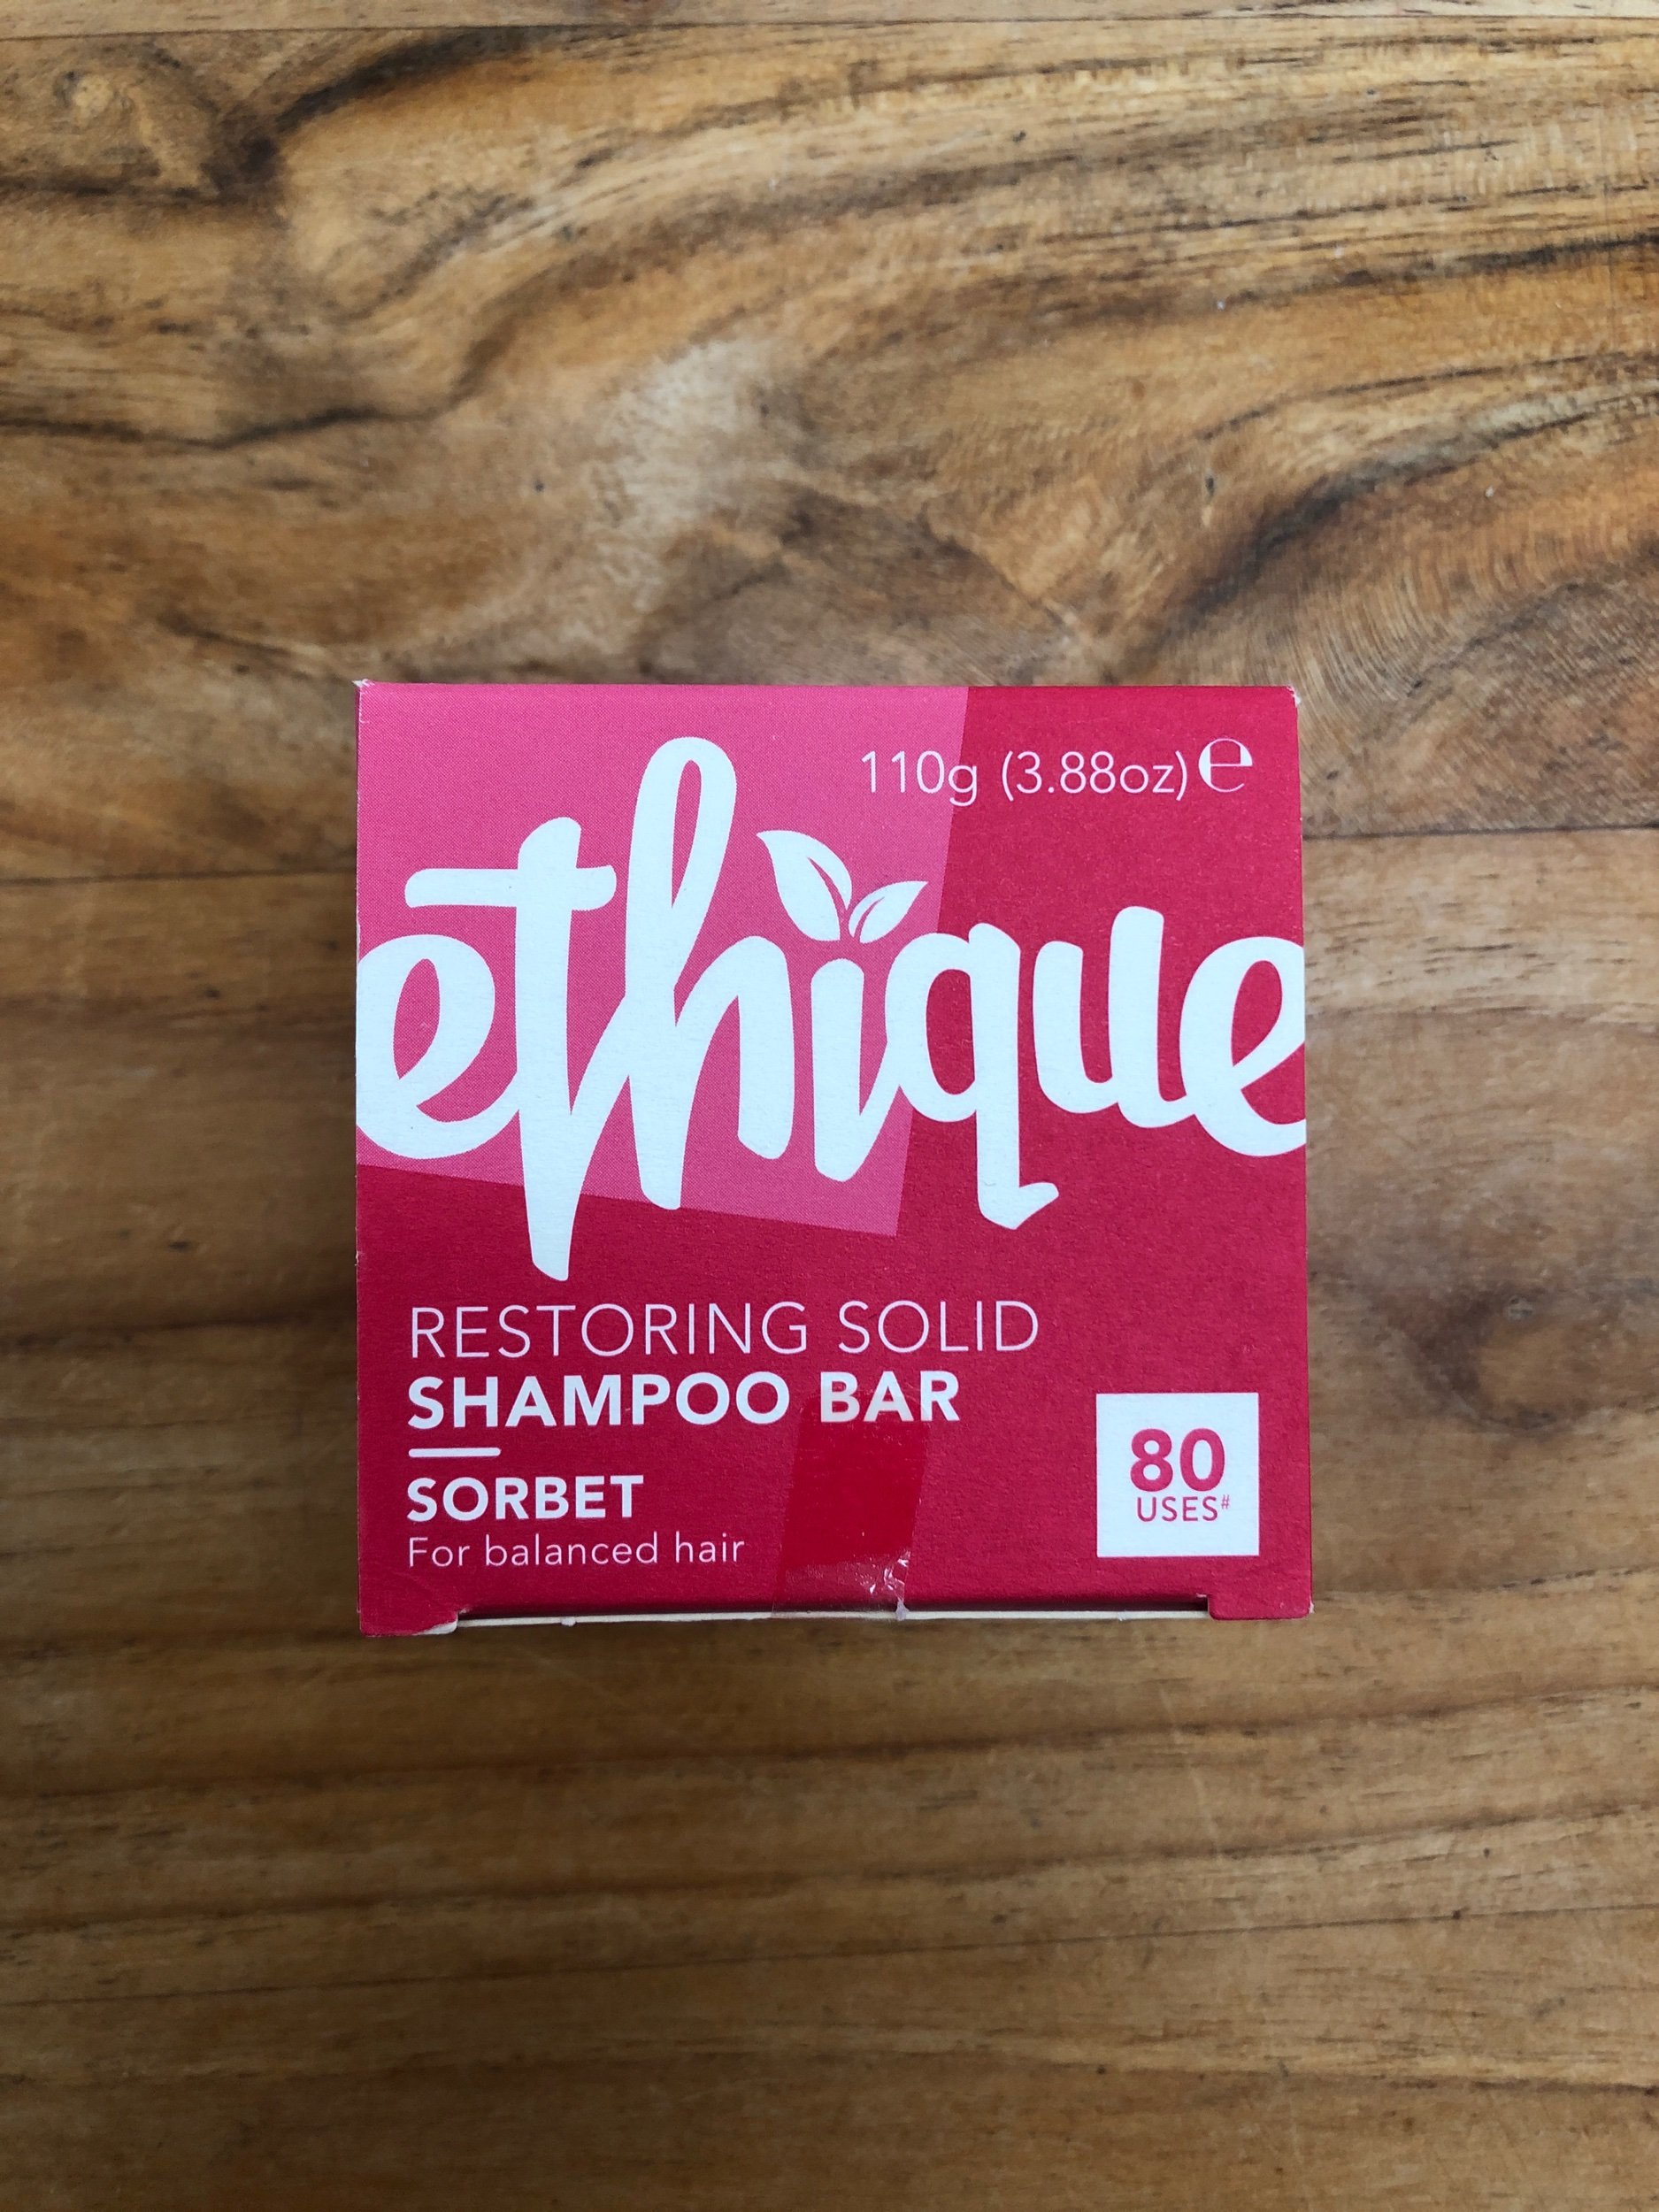 110g (3.88oz) ℮
ethique
RESTORING SOLID
SHAMPOO BAR
SORBET
For balanced hair
80
USES#